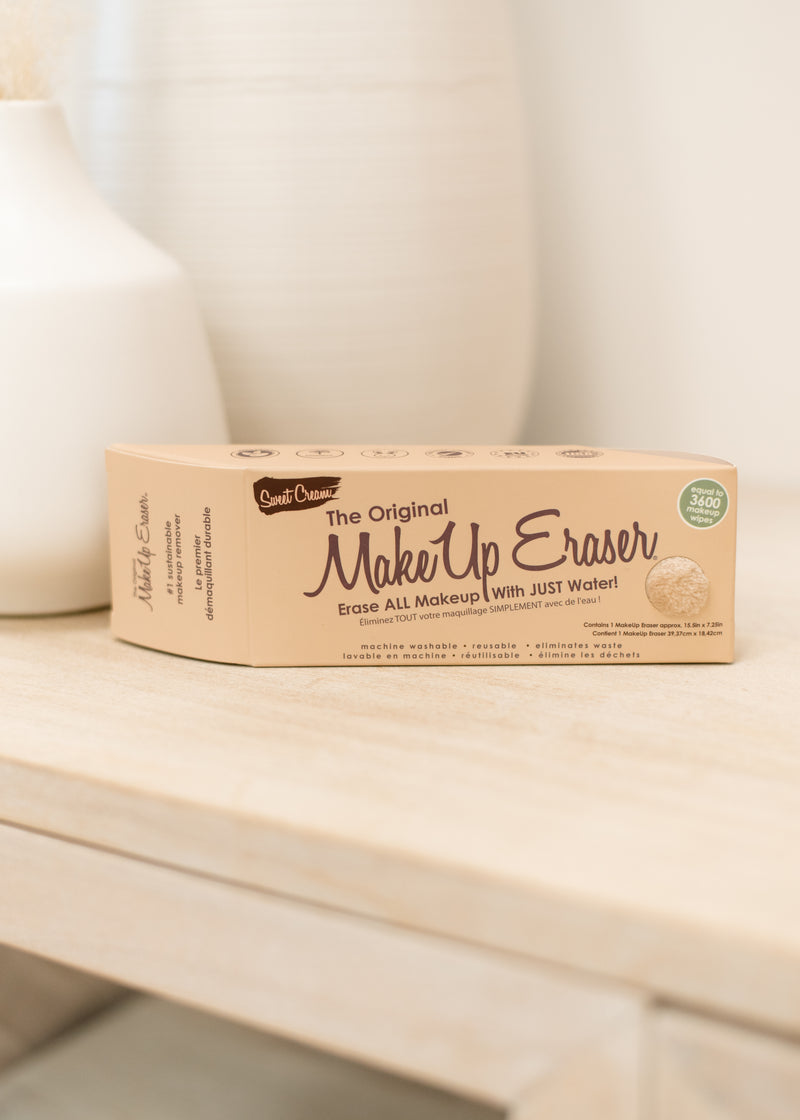 Sweet Cream
The Original
MakeUp Eraser®
Erase ALL Makeup With JUST Water!
Éliminez TOUT votre maquillage SIMPLEMENT avec de l'eau !
equal to
3600
makeup
wipes
Contains 1 MakeUp Eraser approx. 15.5in x 7.25in
Contient 1 MakeUp Eraser 39,37cm x 18,42cm
machine washable • reusable • eliminates waste
lavable en machine • réutilisable • élimine les déchets
The Original
MakeUp Eraser.
#1 sustainable
makeup remover
Le premier
démaquillant durable